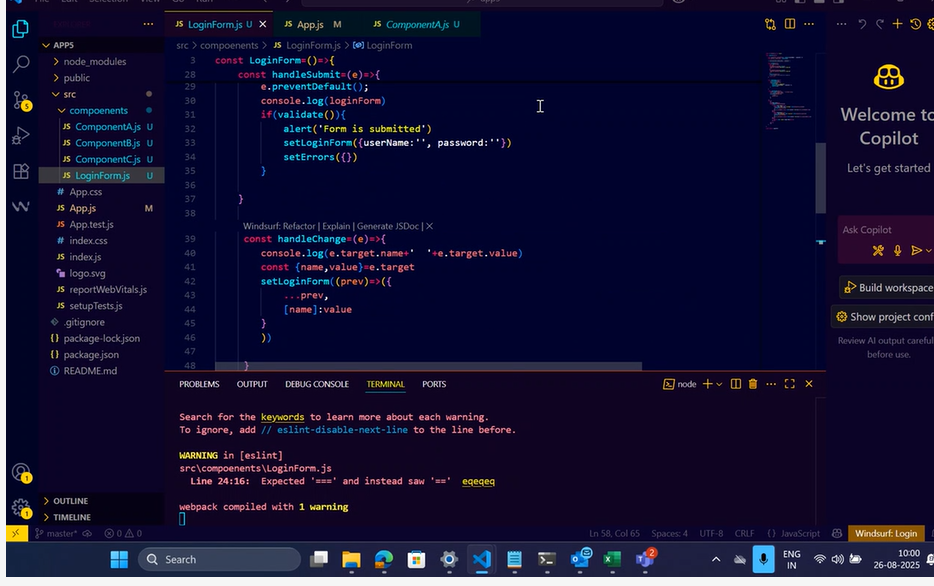 APP5
node_modules
public
src
compoenents
JS ComponentA.js U
JS ComponentB.js U
JS ComponentC.js U
JS LoginForm.js U
# App.css
JS App.js M
JS App.test.js
# index.css
JS index.js
logo.svg
JS reportWebVitals.js
JS setupTests.js
.gitignore
{} package-lock.json
{} package.json
README.md
OUTLINE
TIMELINE
JS LoginForm.js U
JS App.js M
JS ComponentA.js U
src > compoenents > JS LoginForm.js > LoginForm
3 const LoginForm=()=>{
28 const handleSubmit=(e)=>{
29 e.preventDefault();
30 console.log(loginForm)
31 if(validate()){
32 alert('Form is submitted')
33 setLoginForm({userName:'', password:''})
34 setErrors({})
35 }
36
37 }
38
Windsurf: Refactor | Explain | Generate JSDoc | X
39 const handleChange=(e)=>{
40 console.log(e.target.name+'  '+e.target.value)
41 const {name,value}=e.target
42 setLoginForm((prev)=>({
43 ...prev,
44 [name]:value
45 }
46 ))
47
48 }
PROBLEMS OUTPUT DEBUG CONSOLE TERMINAL PORTS
node
Search for the keywords to learn more about each warning.
To ignore, add // eslint-disable-next-line to the line before.
WARNING in [eslint]
src\compoenents\LoginForm.js
Line 24:16: Expected '===' and instead saw '==' eqeqeq
webpack compiled with 1 warning
Welcome to
Copilot
Let's get started
Ask Copilot
Build workspace
Show project conf
Review AI output careful
before use.
master* 0 0
Ln 58, Col 65 Spaces: 4 UTF-8 CRLF {} JavaScript Windsurf: Login
Search
ENG
IN
10:00
26-08-2025